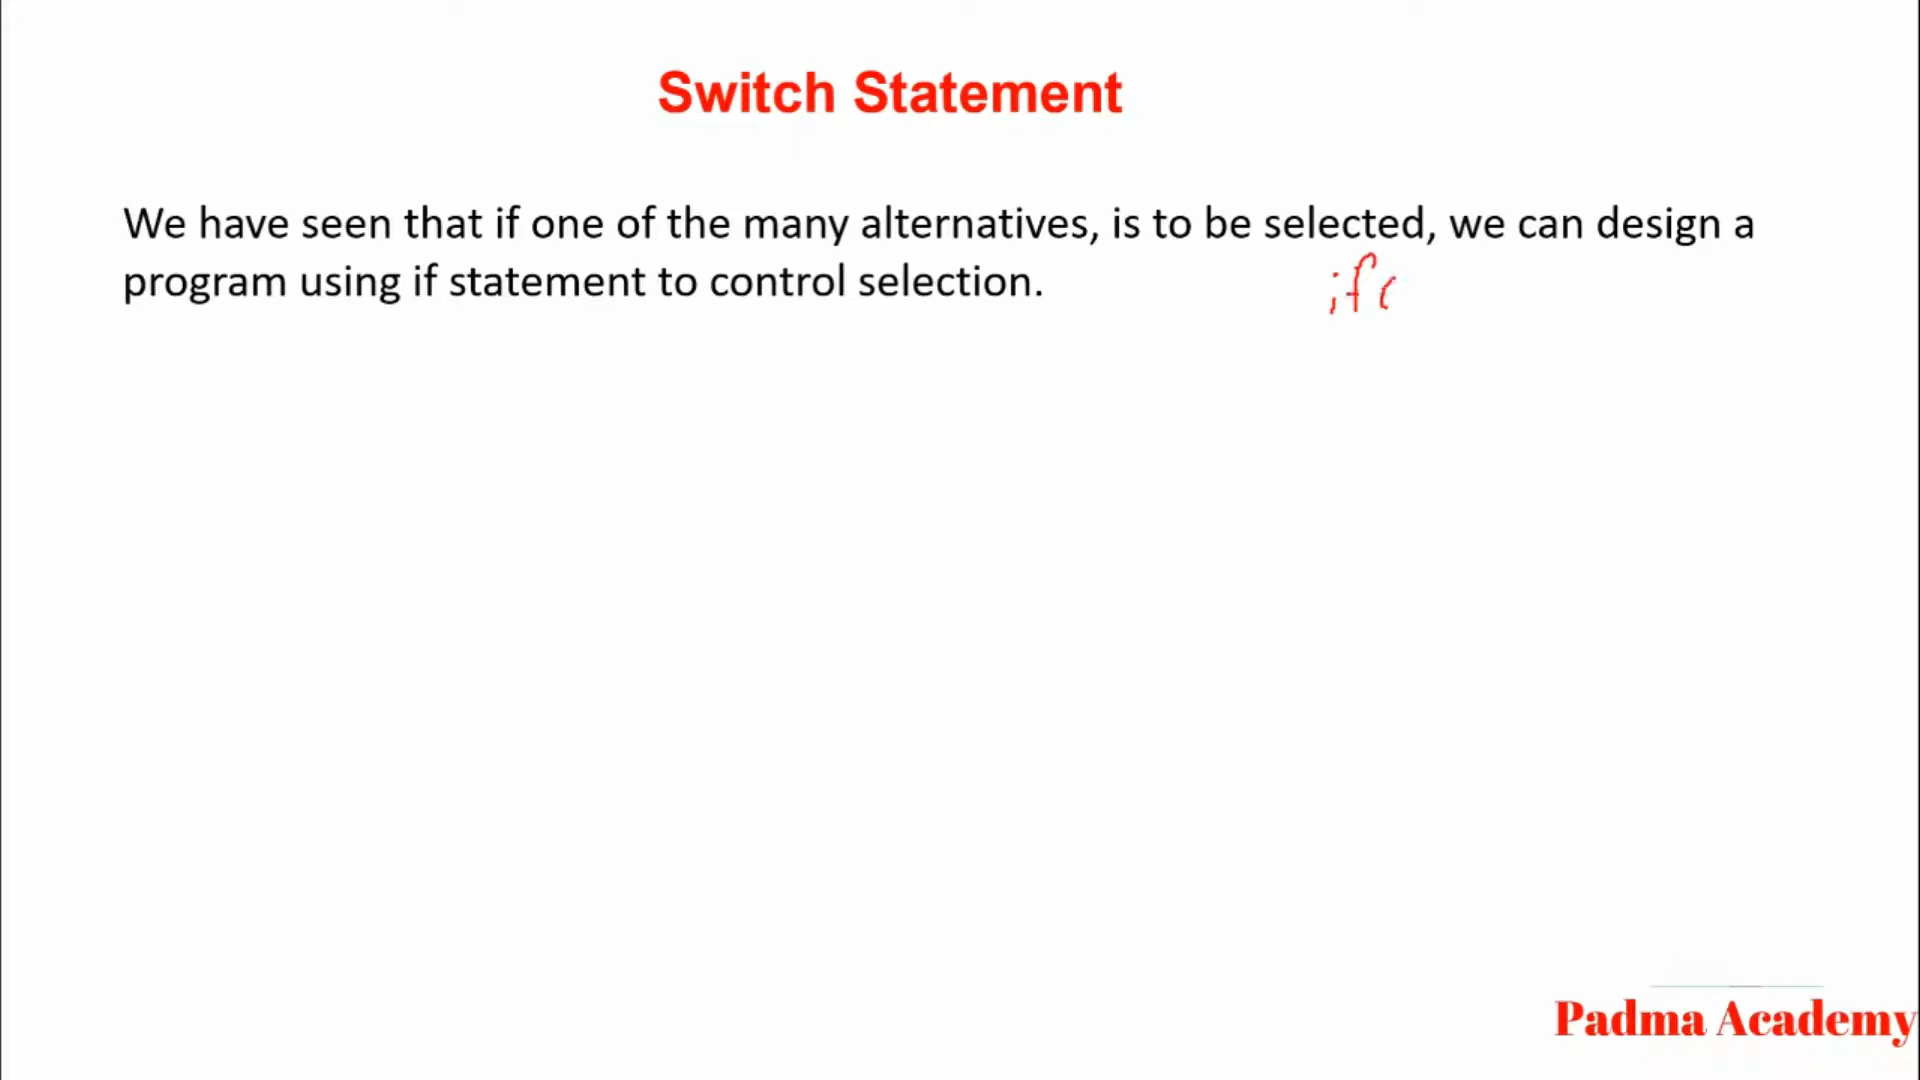 Switch Statement
We have seen that if one of the many alternatives, is to be selected, we can design a
program using if statement to control selection.
if(
Padma Academy